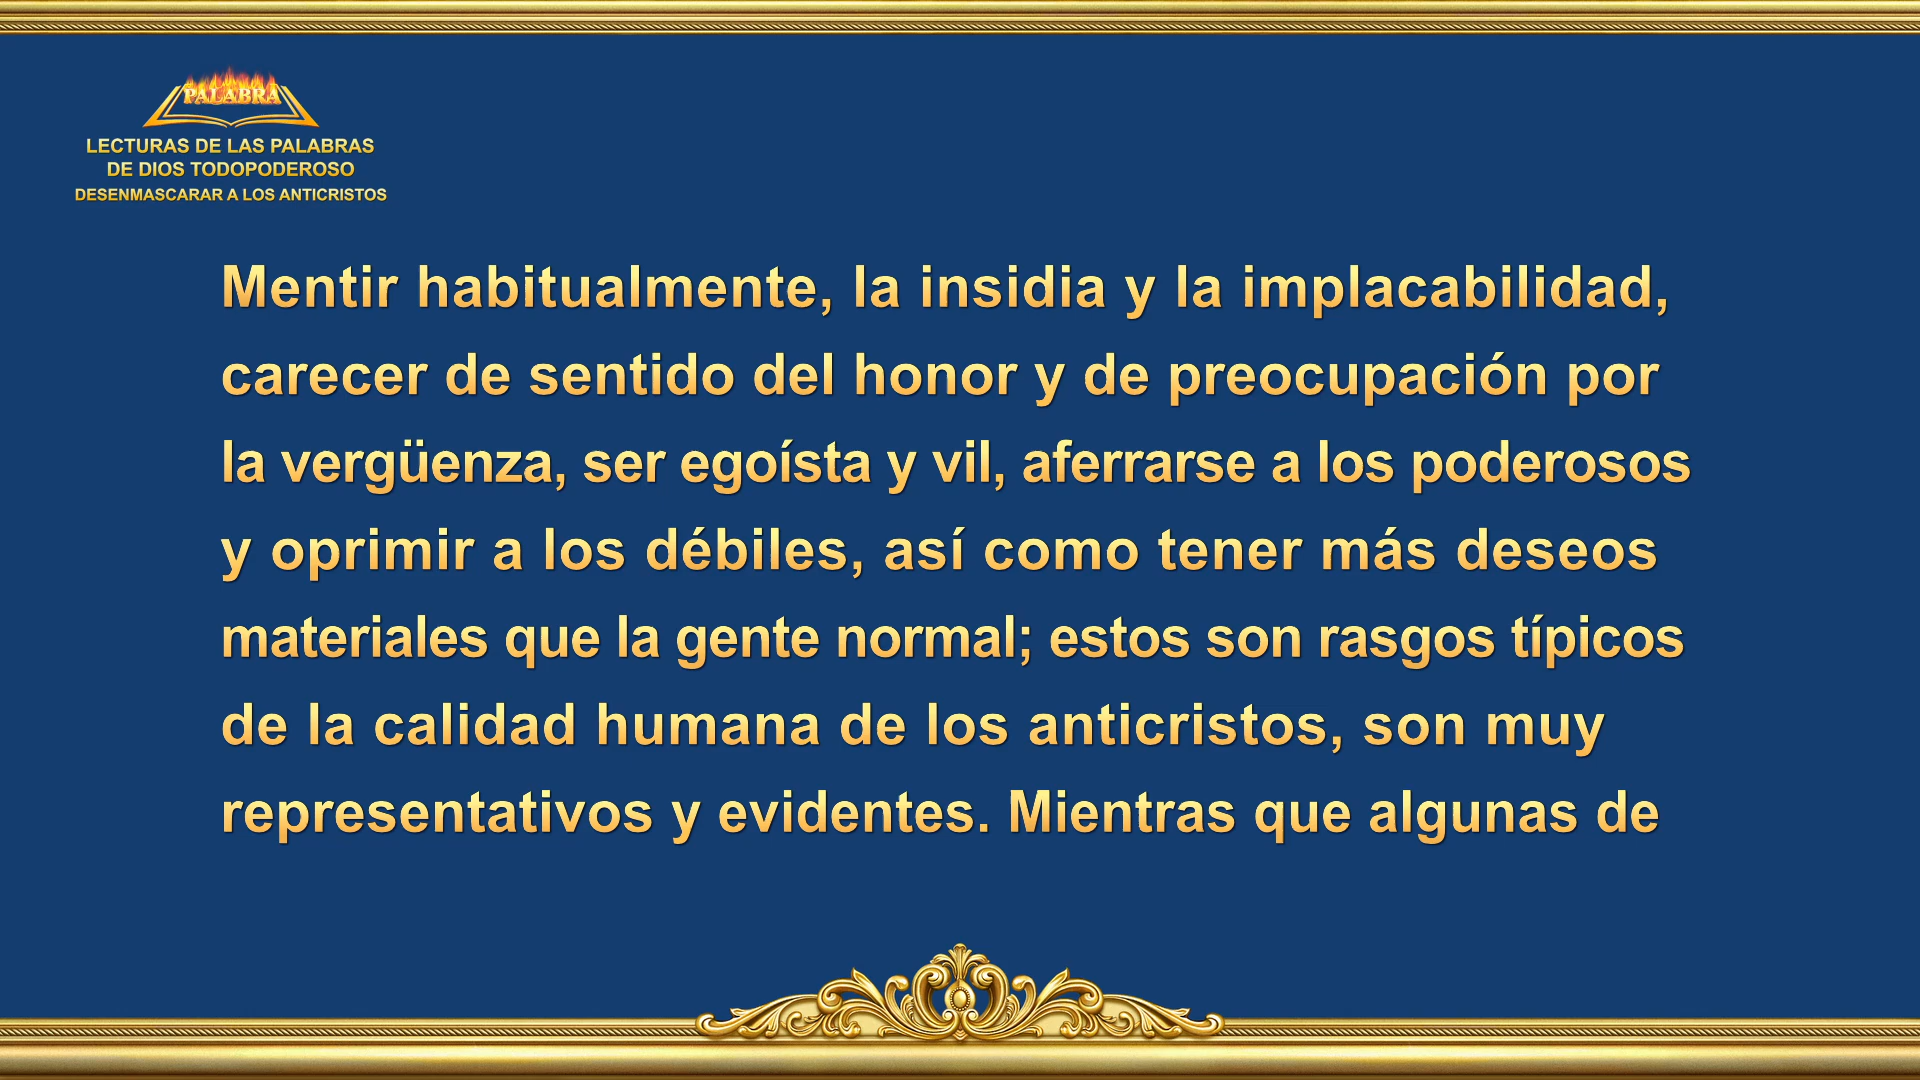 PALABRA
LECTURAS DE LAS PALABRAS
DE DIOS TODOPODEROSO
DESENMASCARAR A LOS ANTICRISTOS
Mentir habitualmente, la insidia y la implacabilidad,
carecer de sentido del honor y de preocupación por
la vergüenza, ser egoísta y vil, aferrarse a los poderosos
y oprimir a los débiles, así como tener más deseos
materiales que la gente normal; estos son rasgos típicos
de la calidad humana de los anticristos, son muy
representativos y evidentes. Mientras que algunas de